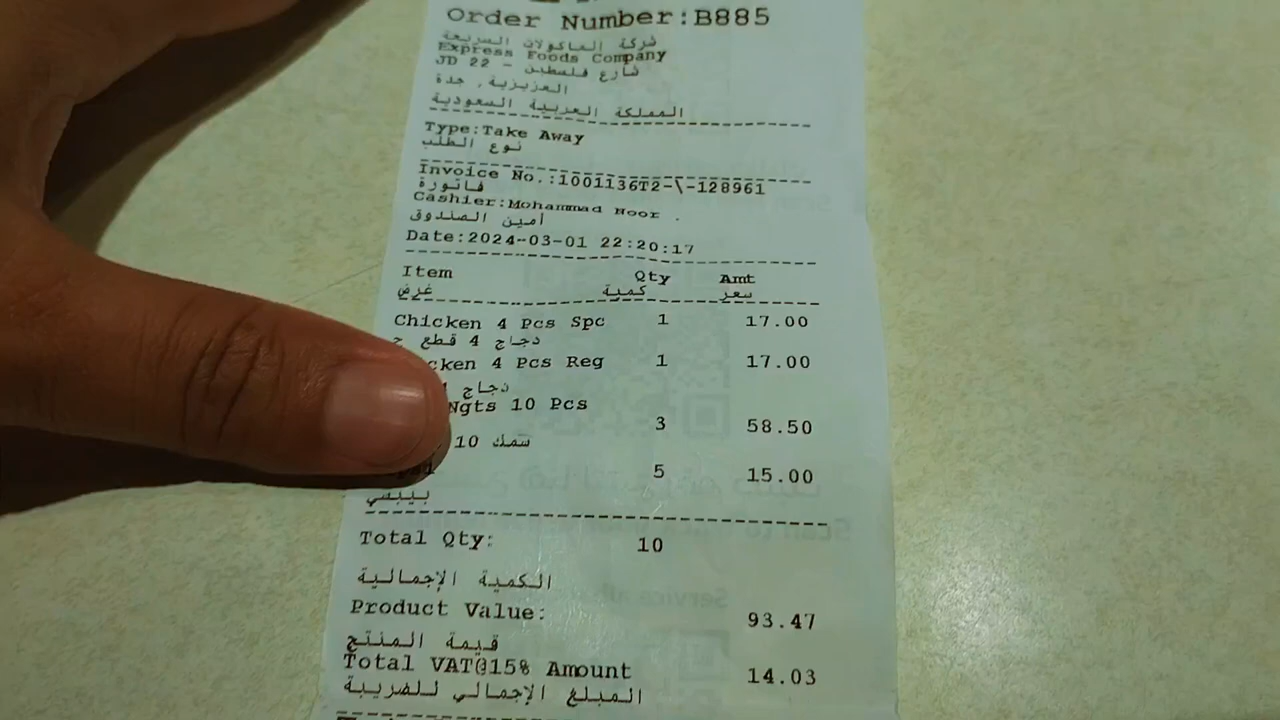 Order Number:B885
شركة الماكولات السريعة
Express Foods Company
JD 22 - شارع فلسطين
العزيزية, جدة
المملكة العربية السعودية
Type:Take Away
نوع الطلب
Invoice No.:1001136T2-\-128961
فاتورة
Cashier:Mohammad Noor .
أمين الصندوق
Date:2024-03-01 22:20:17
Item Qty Amt
غرض كمية سعر
Chicken 4 Pcs Spc 1 17.00
دجاج 4 قطع ح
cken 4 Pcs Reg 1 17.00
دجاج
Ngts 10 Pcs
3 58.50
سمك 10
5 15.00
بيبسي
Total Qty: 10
الكمية الإجمالية
Product Value: 93.47
قيمة المنتج
Total VAT@15% Amount 14.03
المبلغ الإجمالي للضريبة